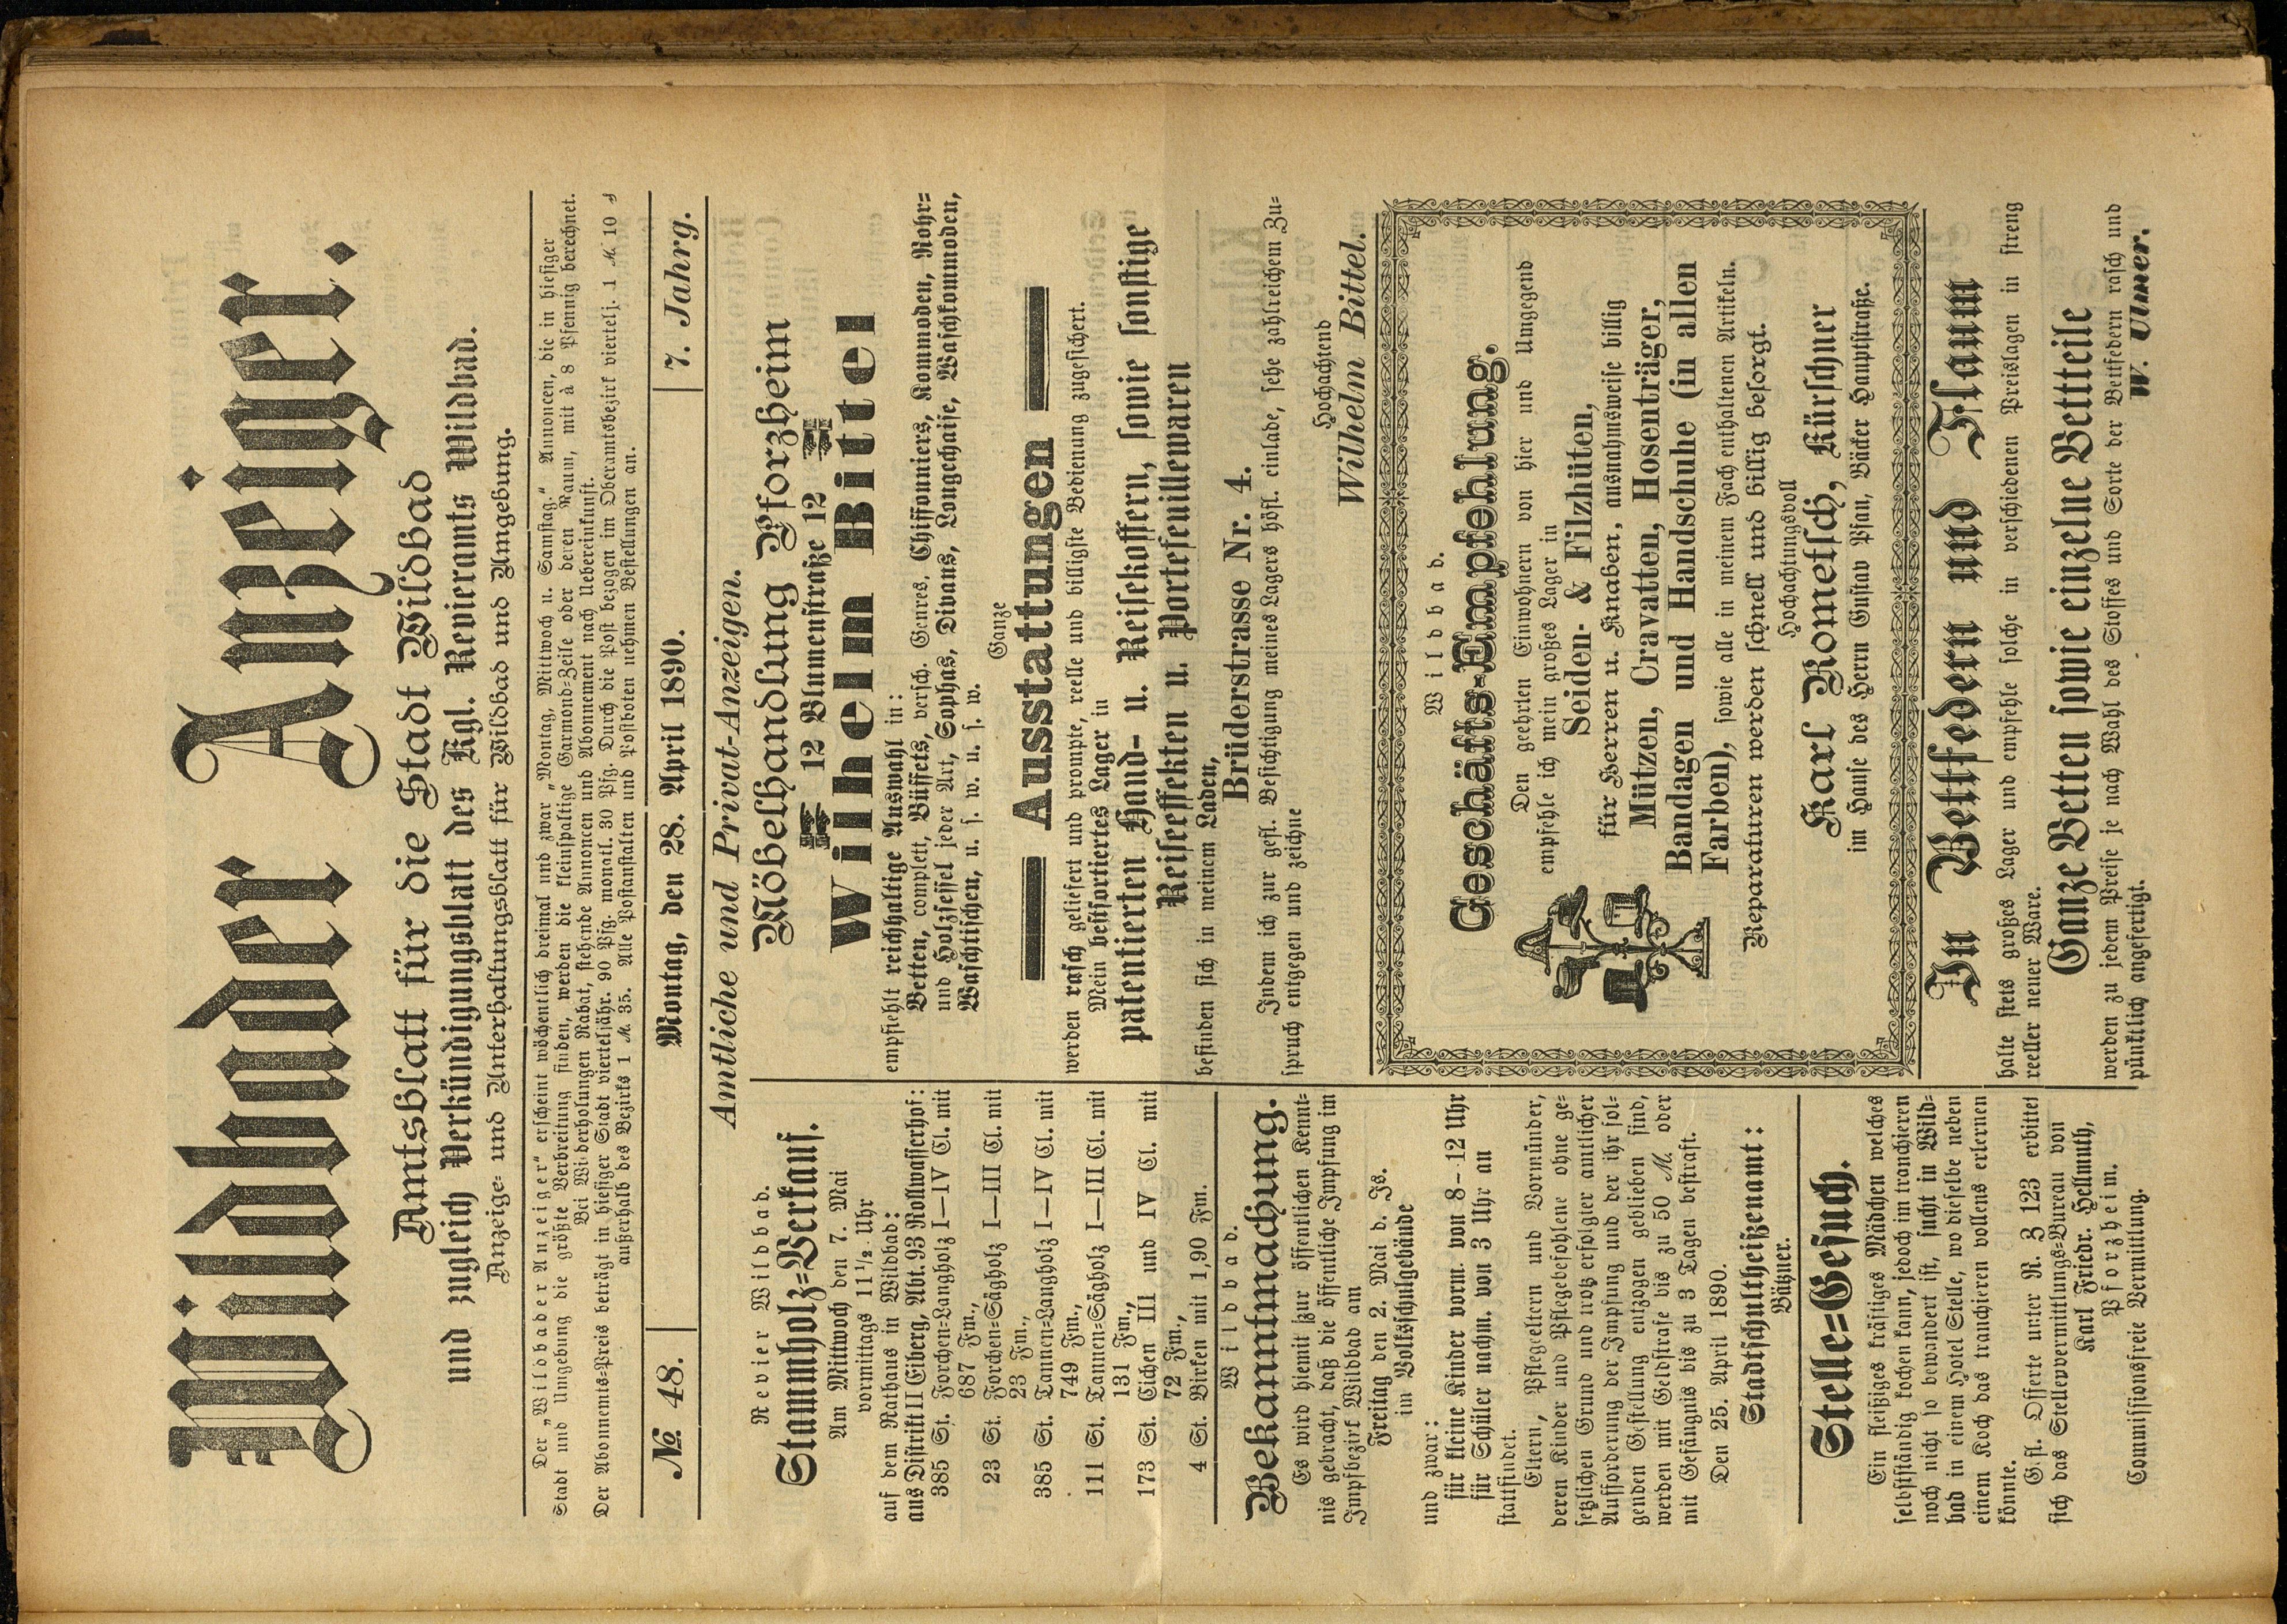 Wildbader Anzeiger.
Amtsblatt für die Stadt Wildbad
und zugleich Verkündigungsblatt des Kgl. Revieramts Wildbad.
Anzeige- und Unterhaltungsblatt für Wildbad und Umgebung.
Der „Wildbader Anzeiger“ erscheint wöchentlich dreimal und zwar „Montag, Mittwoch u. Samstag.“ Annoncen, die in hiesiger
Stadt und Umgebung die größte Verbreitung finden, werden die kleinspaltige Garmond-Zeile oder deren Raum, mit à 8 Pfennig berechnet.
Bei Wiederholungen Rabat, stehende Annoncen und Abonnement nach Uebereinkunft.
Der Abonnemts-Preis beträgt in hiesiger Stadt vierteljähr. 90 Pfg. monatl. 30 Pfg. Durch die Post bezogen im Oberamtsbezirk viertelj. 1 M. 10 ₰
außerhalb des Bezirks 1 M. 35. Alle Postanstalten und Postboten nehmen Bestellungen an.
№. 48.
Montag, den 28. April 1890.
7. Jahrg.
Amtliche und Privat-Anzeigen.
Revier Wildbad.
Stammholz-Verkauf.
Am Mittwoch den 7. Mai
vormittags 11½ Uhr
auf dem Rathaus in Wildbad:
aus Distrikt II Eiberg, Abt. 93 Rollwasserhof:
385 St. Forchen-Langholz I—IV Cl. mit
687 Fm.,
23 St. Forchen-Sägholz I—III Cl. mit
23 Fm.,
385 St. Tannen-Langholz I—IV Cl. mit
749 Fm.,
111 St. Tannen-Sägholz I—III Cl. mit
131 Fm.,
173 St. Eichen III und IV Cl. mit
72 Fm.,
4 St. Birken mit 1,90 Fm.
Wildbad.
Bekanntmachung.
Es wird hiemit zur öffentlichen Kennt-
nis gebracht, daß die öffentliche Impfung im
Impfbezirk Wildbad am
Freitag den 2. Mai d. Js.
im Volksschulgebäude
und zwar:
für kleine Kinder vorm. von 8-12 Uhr
für Schüler nachm. von 3 Uhr an
stattfindet.
Eltern, Pflegeeltern und Vormünder,
deren Kinder und Pflegebefohlene ohne ge-
setzlichen Grund und trotz erfolgter amtlicher
Aufforderung der Impfung und der ihr fol-
genden Gestellung entzogen geblieben sind,
werden mit Geldstrafe bis zu 50 M. oder
mit Gefängnis bis zu 3 Tagen bestraft.
Den 25. April 1890.
Stadtschultheißenamt:
Bätzner.
Stelle-Gesuch.
Ein fleißiges kräftiges Mädchen welches
selbstständig kochen kann, jedoch im tranchieren
noch nicht so bewandert ist, sucht in Wild-
bad in einem Hotel Stelle, wo dieselbe neben
einem Koch das tranchieren vollens erlernen
könnte.
Gefl. Offerte unter R. Z 123 erbittet
sich das Stellevermittlungs-Bureau von
Karl Friedr. Hellmuth,
Pforzheim.
Commissionsfreie Vermittlung.
Möbelhandlung Pforzheim
12 Blumenstraße 12
Wilhelm Bittel
empfiehlt reichhaltige Auswahl in:
Betten, complett, Büffets, versch. Genres, Chiffonniers, Kommoden, Rohr-
und Holzsessel jeder Art, Sophas, Divans, Longechaise, Waschkommoden,
Waschtischen, u. s. w. u. s. w.
Ganze
Ausstattungen
werden rasch geliefert und prompte, reelle und billigste Bedienung zugesichert.
Mein bestsortiertes Lager in
patentierten Hand- u. Reisekoffern, sowie sonstige
Reiseeffekten u. Portefeuillewaren
befinden sich in meinem Laden,
Brüderstrasse Nr. 4.
Indem ich zur gefl. Besichtigung meines Lagers höfl. einlade, sehe zahlreichem Zu-
spruch entgegen und zeichne
Hochachtend
Wilhelm Bittel.
Wildbad.
Geschäfts-Empfehlung.
Den geehrten Einwohnern von hier und Umgegend
empfehle ich mein großes Lager in
Seiden- & Filzhüten,
für Herren u. Knaben, ausnahmsweise billig
Mützen, Cravatten, Hosenträger,
Bandagen und Handschuhe (in allen
Farben), sowie alle in meinem Fach enthaltenen Artikeln.
Reparaturen werden schnell und billig besorgt.
Hochachtungsvoll
Karl Rometsch, Kürschner
im Hause des Herrn Gustav Pfau, Bäcker Hauptstraße.
In Bettfedern und Flaum
halte stets großes Lager und empfehle solche in verschiedenen Preislagen in streng
reeller neuer Ware.
Ganze Betten sowie einzelne Bettteile
werden zu jedem Preise je nach Wahl des Stoffes und Sorte der Bettfedern rasch und
pünktlich angefertigt.
W. Ulmer.